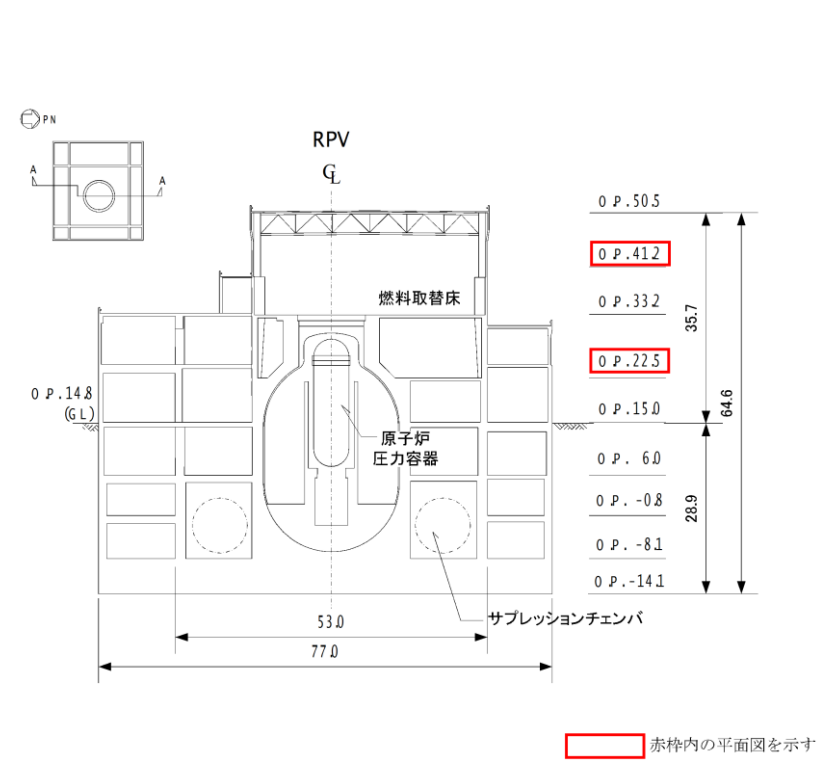 PN
RPV
A
A
℄
O.P.50.5
O.P.41.2
燃料取替床
O.P.33.2
35.7
O.P.22.5
O.P.14.8
(GL)
O.P.15.0
64.6
原子炉
圧力容器
O.P. 6.0
O.P. -0.8
28.9
O.P. -8.1
O.P.-14.1
サプレッションチェンバ
53.0
77.0
赤枠内の平面図を示す